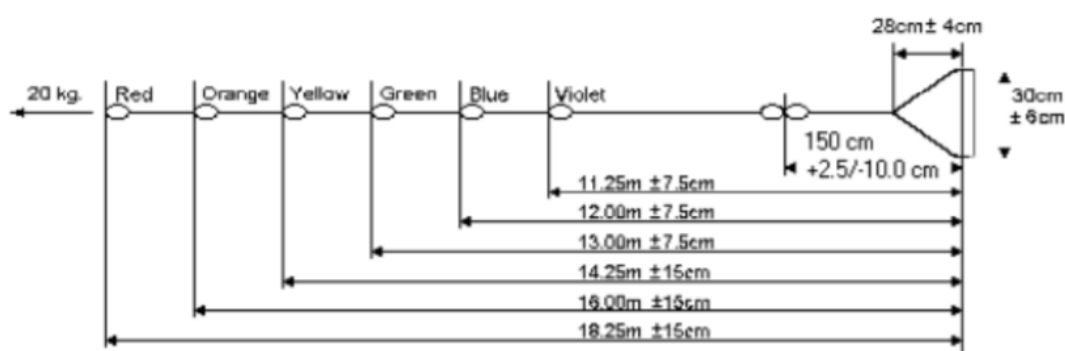 28cm± 4cm
20 kg.
Red
Orange
Yellow
Green
Blue
Violet
30cm
± 6cm
150 cm
+2.5/-10.0 cm
11.25m ±7.5cm
12.00m ±7.5cm
13.00m ±7.5cm
14.25m ±15cm
16.00m ±15cm
18.25m ±15cm